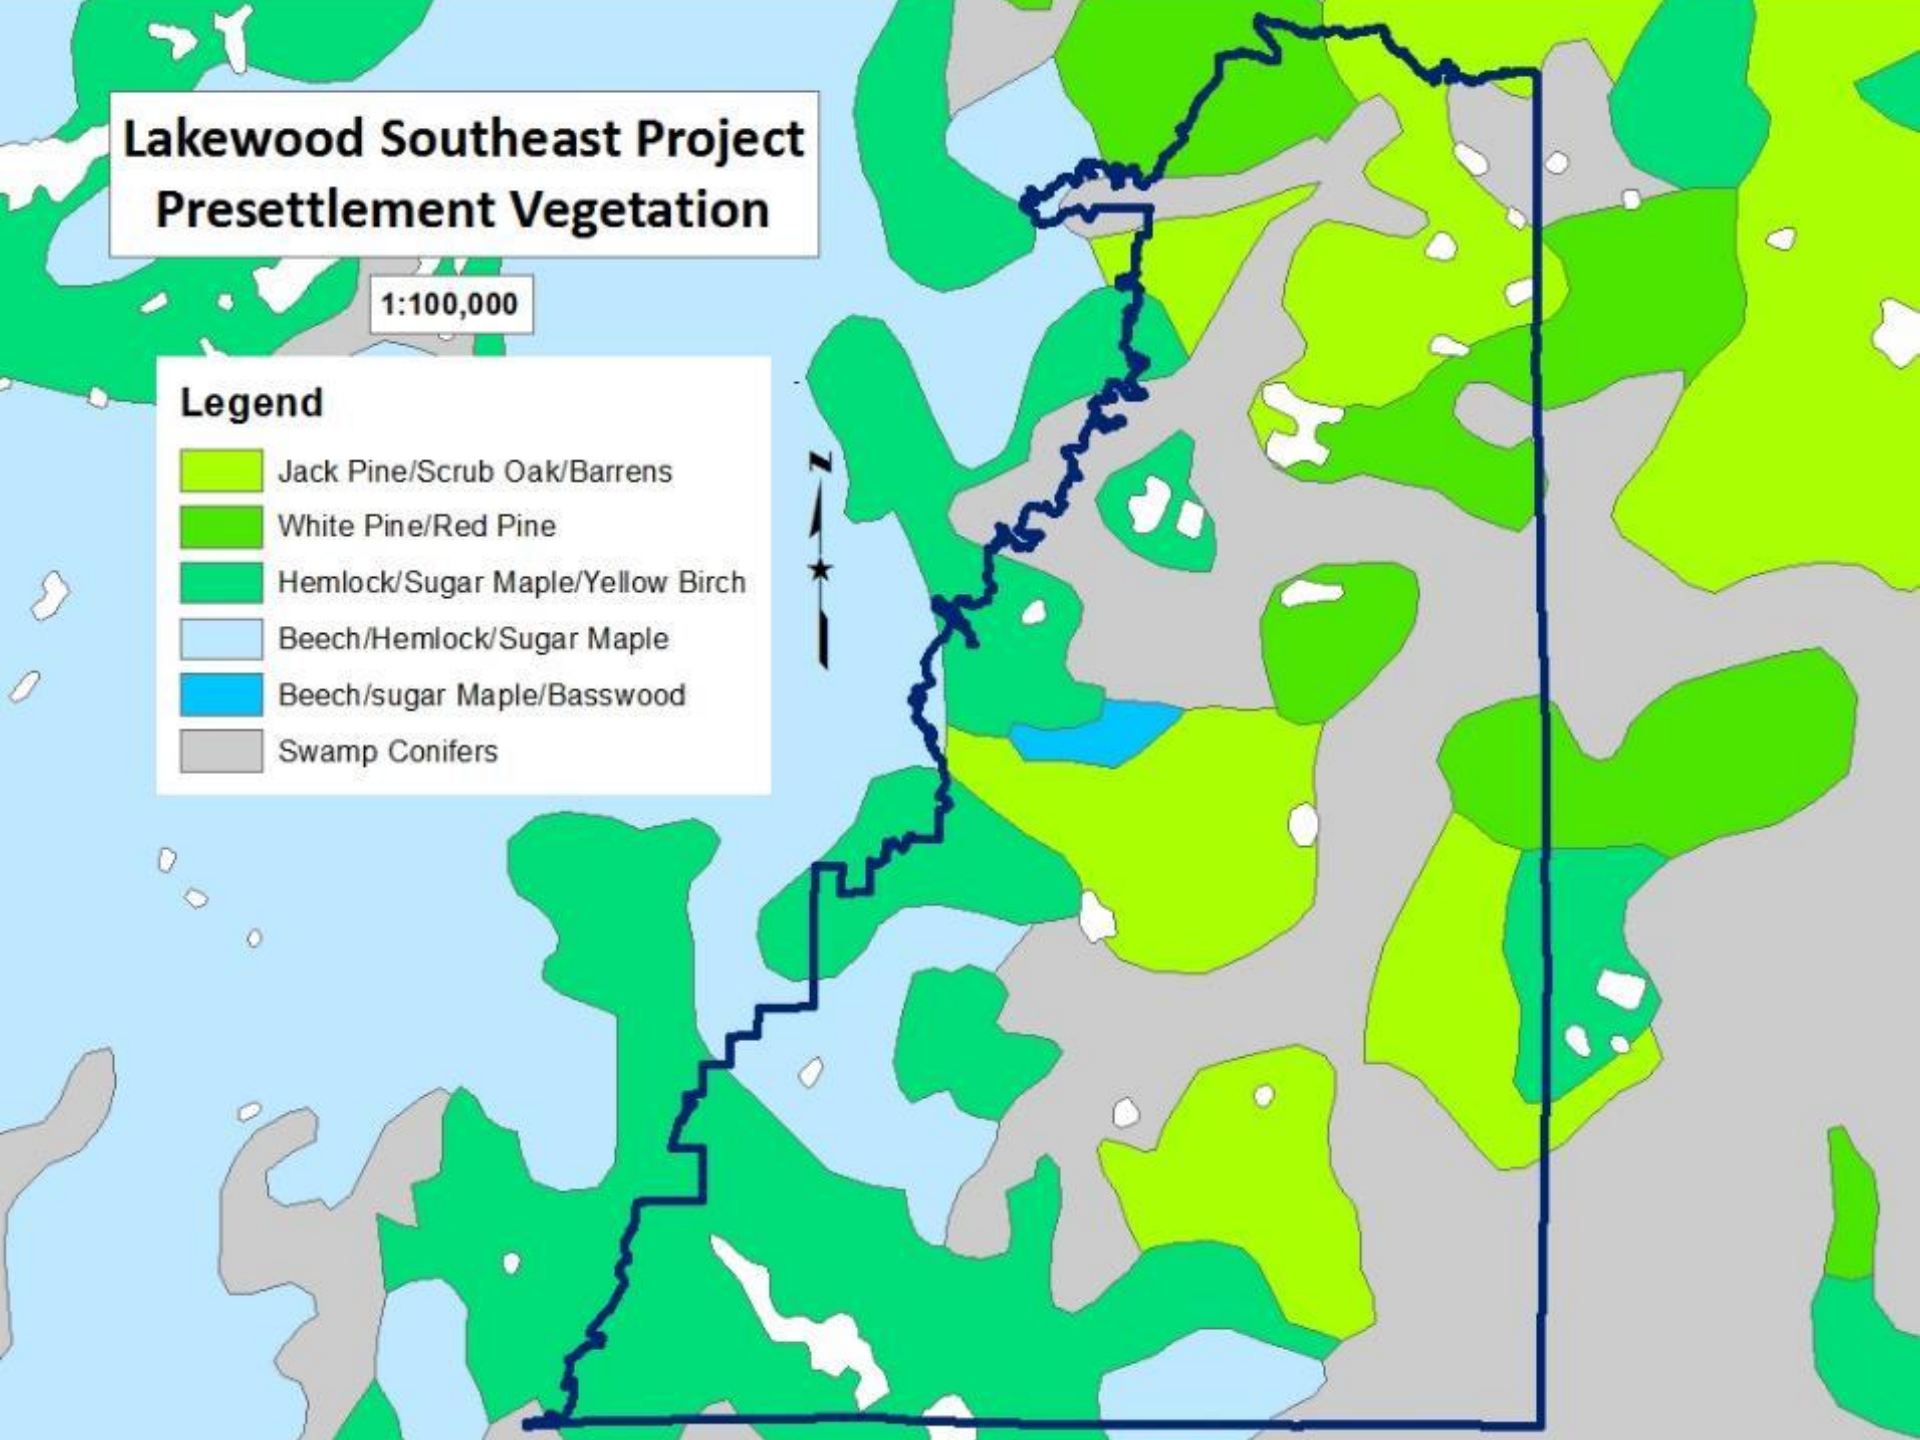 Lakewood Southeast Project
Presettlement Vegetation
1:100,000
Legend
Jack Pine/Scrub Oak/Barrens
White Pine/Red Pine
Hemlock/Sugar Maple/Yellow Birch
Beech/Hemlock/Sugar Maple
Beech/sugar Maple/Basswood
Swamp Conifers
N